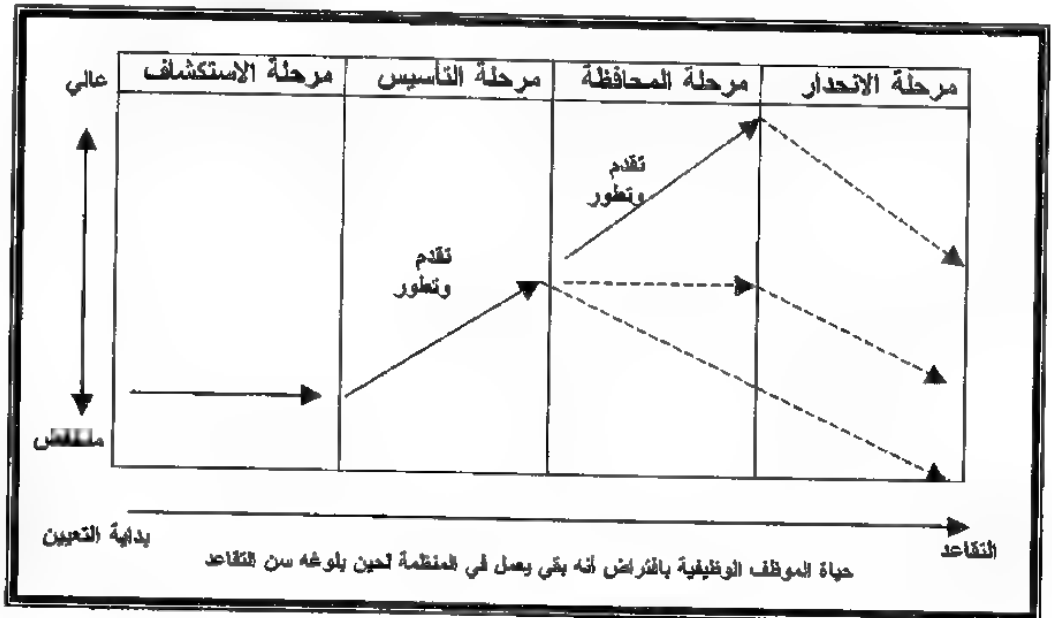 عالي
مرحلة الاستكشاف
مرحلة التأسيس
مرحلة المحافظة
مرحلة الانحدار
تقدم
وتطور
تقدم
وتطور
منخفض
بداية التعيين
التقاعد
حياة الموظف الوظيفية بافتراض أنه بقي يعمل في المنظمة لحين بلوغه سن التقاعد